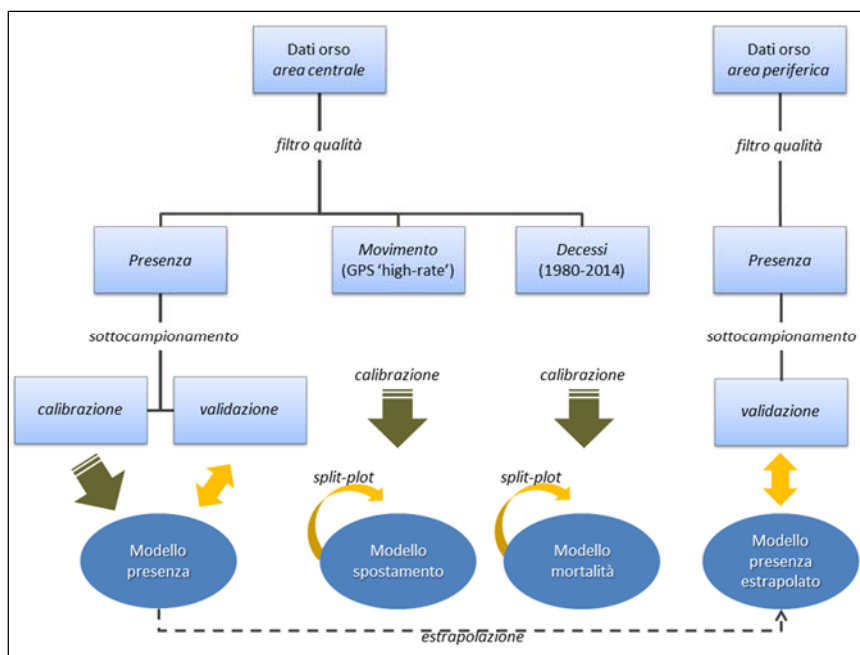 Dati orso
area centrale
Dati orso
area periferica
filtro qualità
filtro qualità
Presenza
Movimento
(GPS 'high-rate')
Decessi
(1980-2014)
Presenza
sottocampionamento
sottocampionamento
calibrazione
validazione
calibrazione
calibrazione
validazione
split-plot
split-plot
Modello
presenza
Modello
spostamento
Modello
mortalità
Modello
presenza
estrapolato
estrapolazione